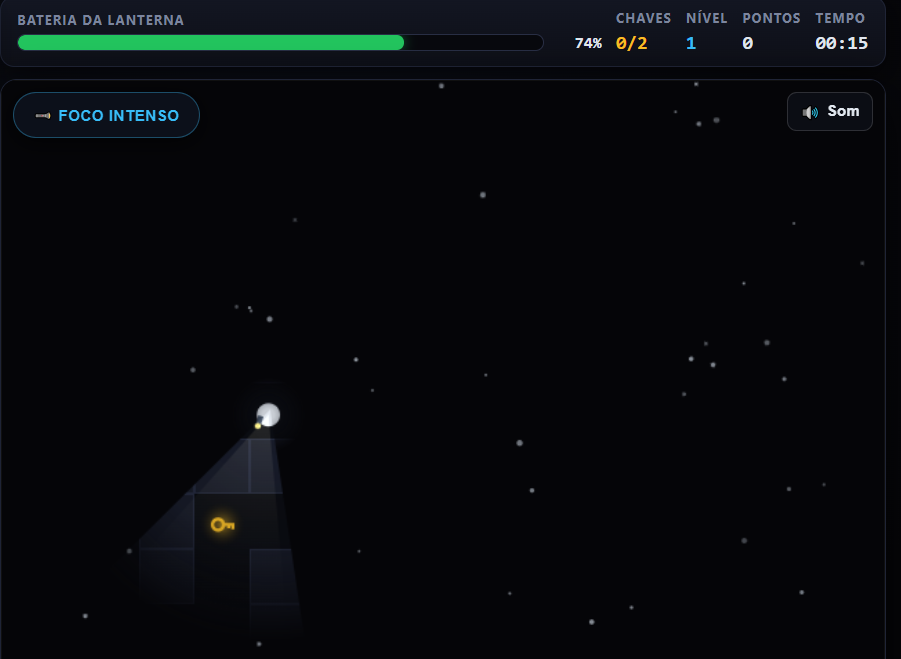 BATERIA DA LANTERNA
74%
CHAVES NÍVEL PONTOS TEMPO
0/2 1 0 00:15
FOCO INTENSO
Som